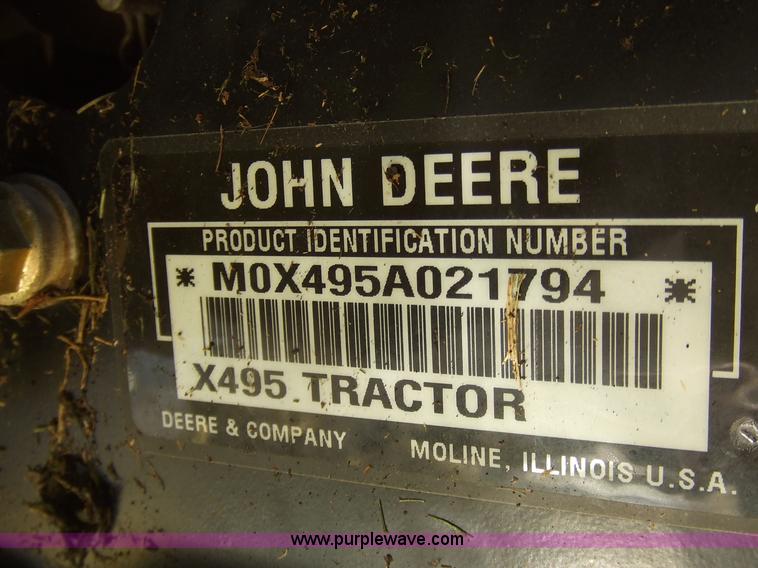 JOHN DEERE
PRODUCT IDENTIFICATION NUMBER
* M0X495A021794 *
X495 TRACTOR
DEERE & COMPANY MOLINE, ILLINOIS U.S.A.
www.purplewave.com